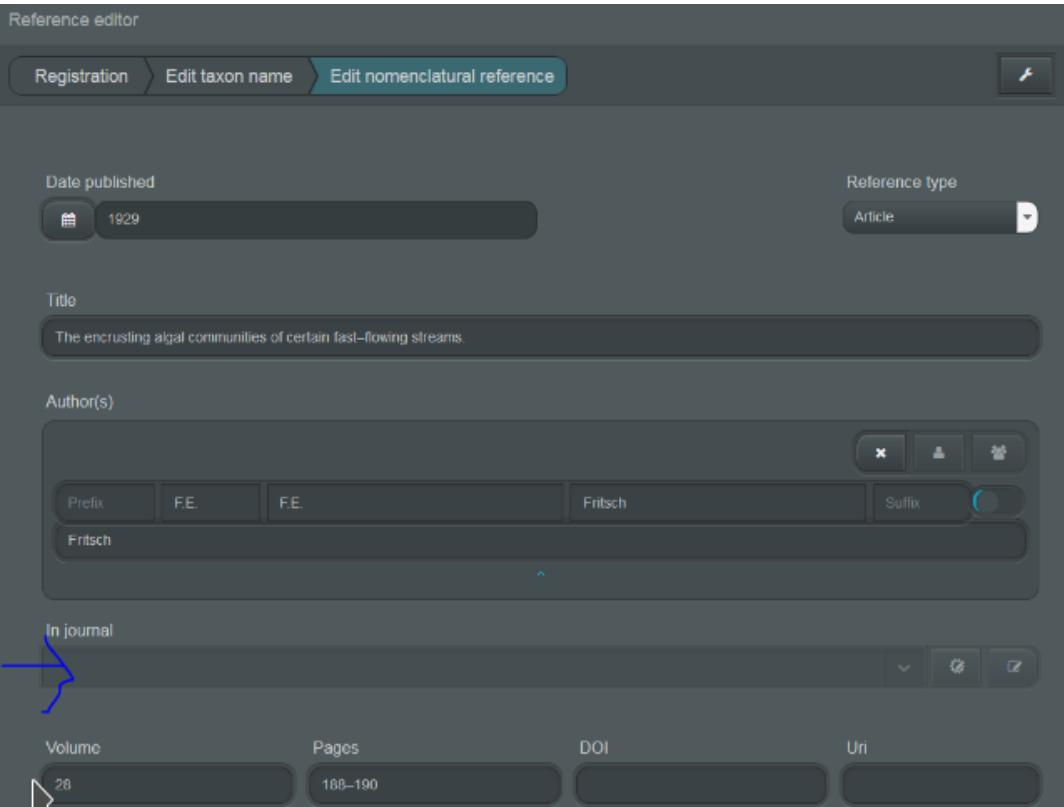 Reference editor
Registration Edit taxon name Edit nomenclatural reference
Date published Reference type
1929 Article
Title
The encrusting algal communities of certain fast–flowing streams.
Author(s)
Prefix F.E. F.E. Fritsch Suffix
Fritsch
In journal
Volume Pages DOI Uri
28 188–190